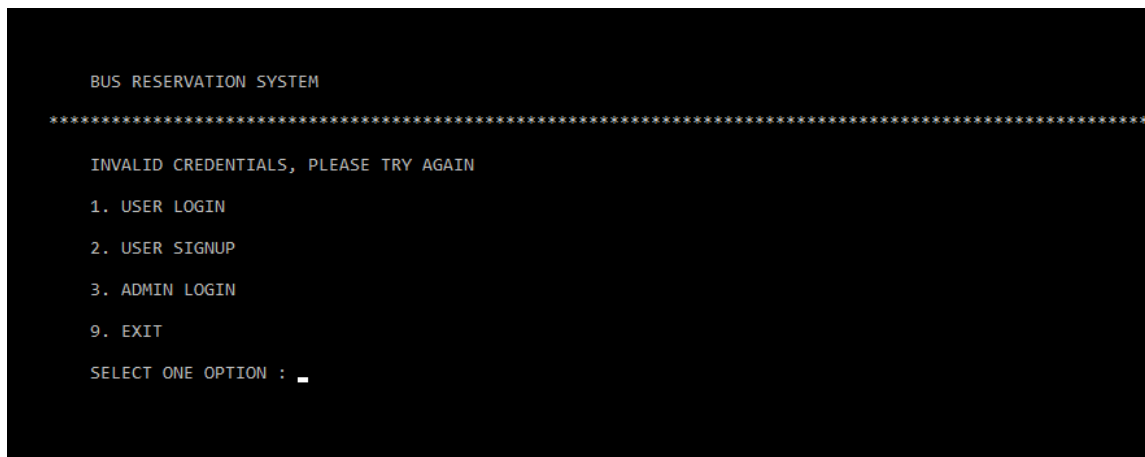 BUS RESERVATION SYSTEM
**********************************************************************************************************
INVALID CREDENTIALS, PLEASE TRY AGAIN
1. USER LOGIN
2. USER SIGNUP
3. ADMIN LOGIN
9. EXIT
SELECT ONE OPTION :